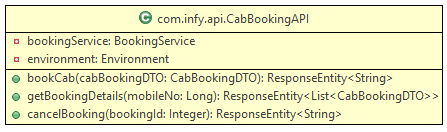 C com.infy.api.CabBookingAPI
bookingService: BookingService
environment: Environment
bookCab(cabBookingDTO: CabBookingDTO): ResponseEntity<String>
getBookingDetails(mobileNo: Long): ResponseEntity<List<CabBookingDTO>>
cancelBooking(bookingId: Integer): ResponseEntity<String>